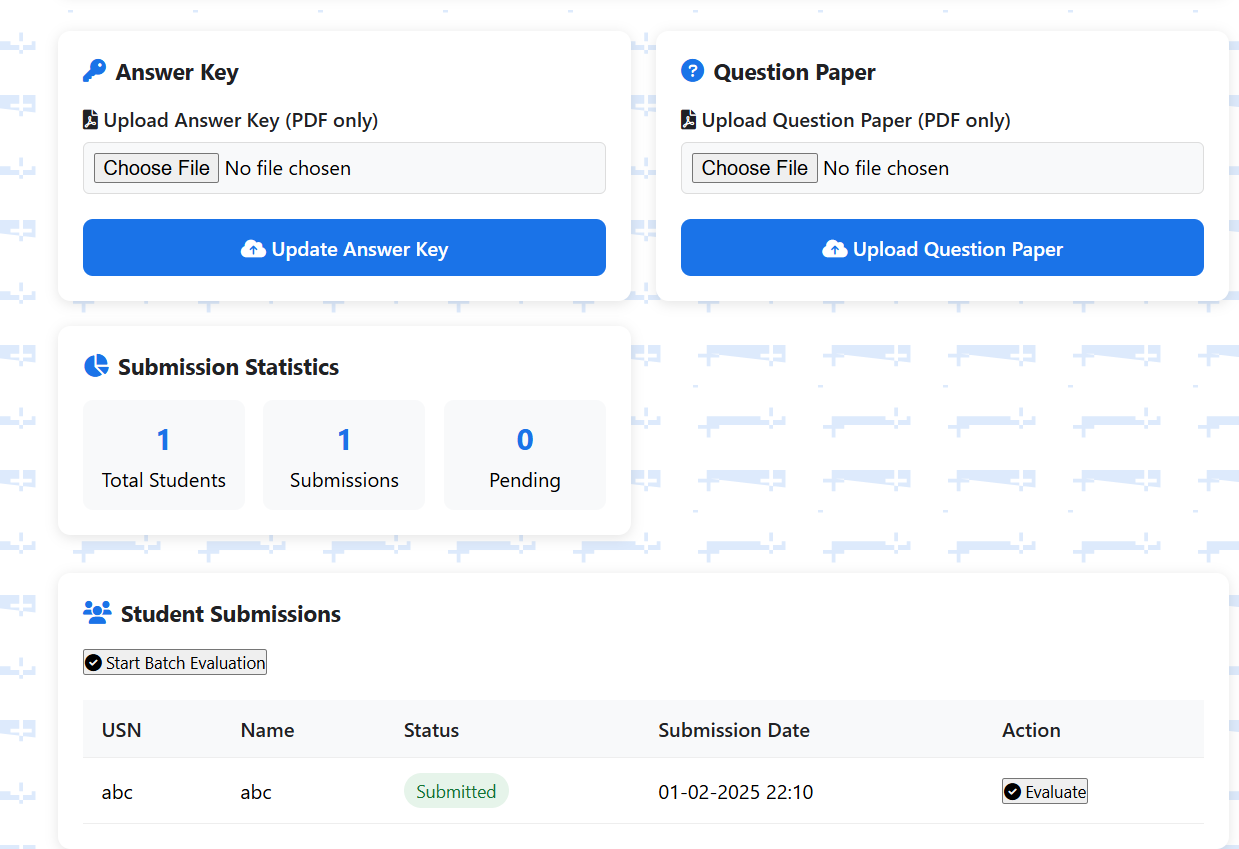 Answer Key
Upload Answer Key (PDF only)
Choose File No file chosen
Update Answer Key
Question Paper
Upload Question Paper (PDF only)
Choose File No file chosen
Upload Question Paper
Submission Statistics
1 1 0
Total Students Submissions Pending
Student Submissions
Start Batch Evaluation
USN Name Status Submission Date Action
abc abc Submitted 01-02-2025 22:10 Evaluate